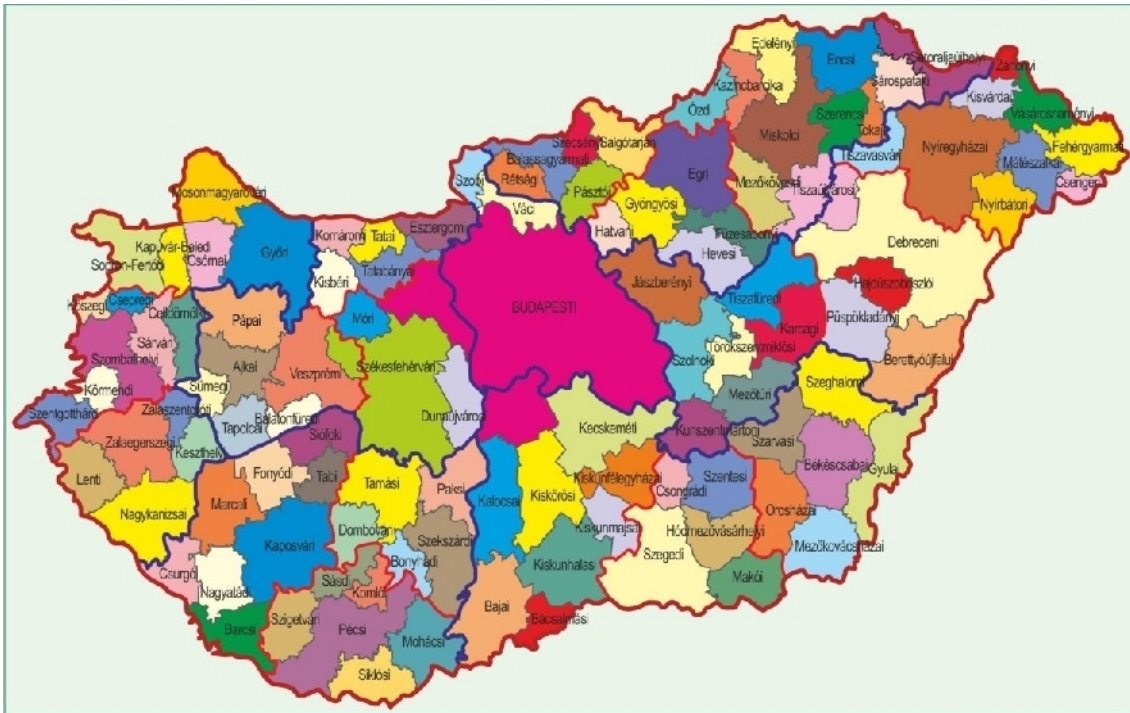 Edelényi
Encsi
Sátoraljaújhelyi
Záhonyi
Kazincbarcikai
Sárospataki
Kisvárdai
Ózdi
Szerencsi
Tokaji
Vásárosnaményi
Miskolci
Nyíregyházai
Fehérgyarmati
Szécsényi
Salgótarjáni
Balassagyarmati
Tiszavasvári
Mátészalkai
Szobi
Rétsági
Egri
Mezőkövesdi
Tiszaújvárosi
Csengeri
Pásztói
Mosonmagyaróvári
Váci
Gyöngyösi
Nyírbátori
Hatvani
Füzesabonyi
Esztergomi
Komáromi
Tatai
Debreceni
Kapuvár-Beledi
Csornai
Győri
Hevesi
Sopron-Fertődi
Tatabányai
Kisbéri
Jászberényi
Tiszafüredi
Hajdúszoboszlói
Kőszegi
Csepregi
Celldömölki
BUDAPESTI
Pápai
Móri
Karcagi
Püspökladányi
Sárvári
Törökszentmiklósi
Szombathelyi
Szolnoki
Berettyóújfalui
Ajkai
Veszprémi
Székesfehérvári
Szeghalomi
Körmendi
Sümegi
Mezőtúri
Szentgotthárdi
Zalaszentgróti
Balatonfüredi
Dunaújvárosi
Tapolcai
Kunszentmártoni
Szarvasi
Zalaegerszegi
Siófoki
Kecskeméti
Keszthelyi
Békéscsabai
Gyulai
Lenti
Fonyódi
Tabi
Tamási
Paksi
Kiskunfélegyházai
Szentesi
Csongrádi
Nagykanizsai
Marcali
Kalocsai
Kiskőrösi
Orosházai
Dombóvári
Szekszárdi
Kiskunmajsai
Hódmezővásárhelyi
Kaposvári
Szegedi
Mezőkovácsházai
Bonyhádi
Csurgói
Nagyatádi
Sásdi
Komlói
Kiskunhalasi
Makói
Bajai
Barcsi
Szigetvári
Pécsi
Bácsalmási
Mohácsi
Siklósi